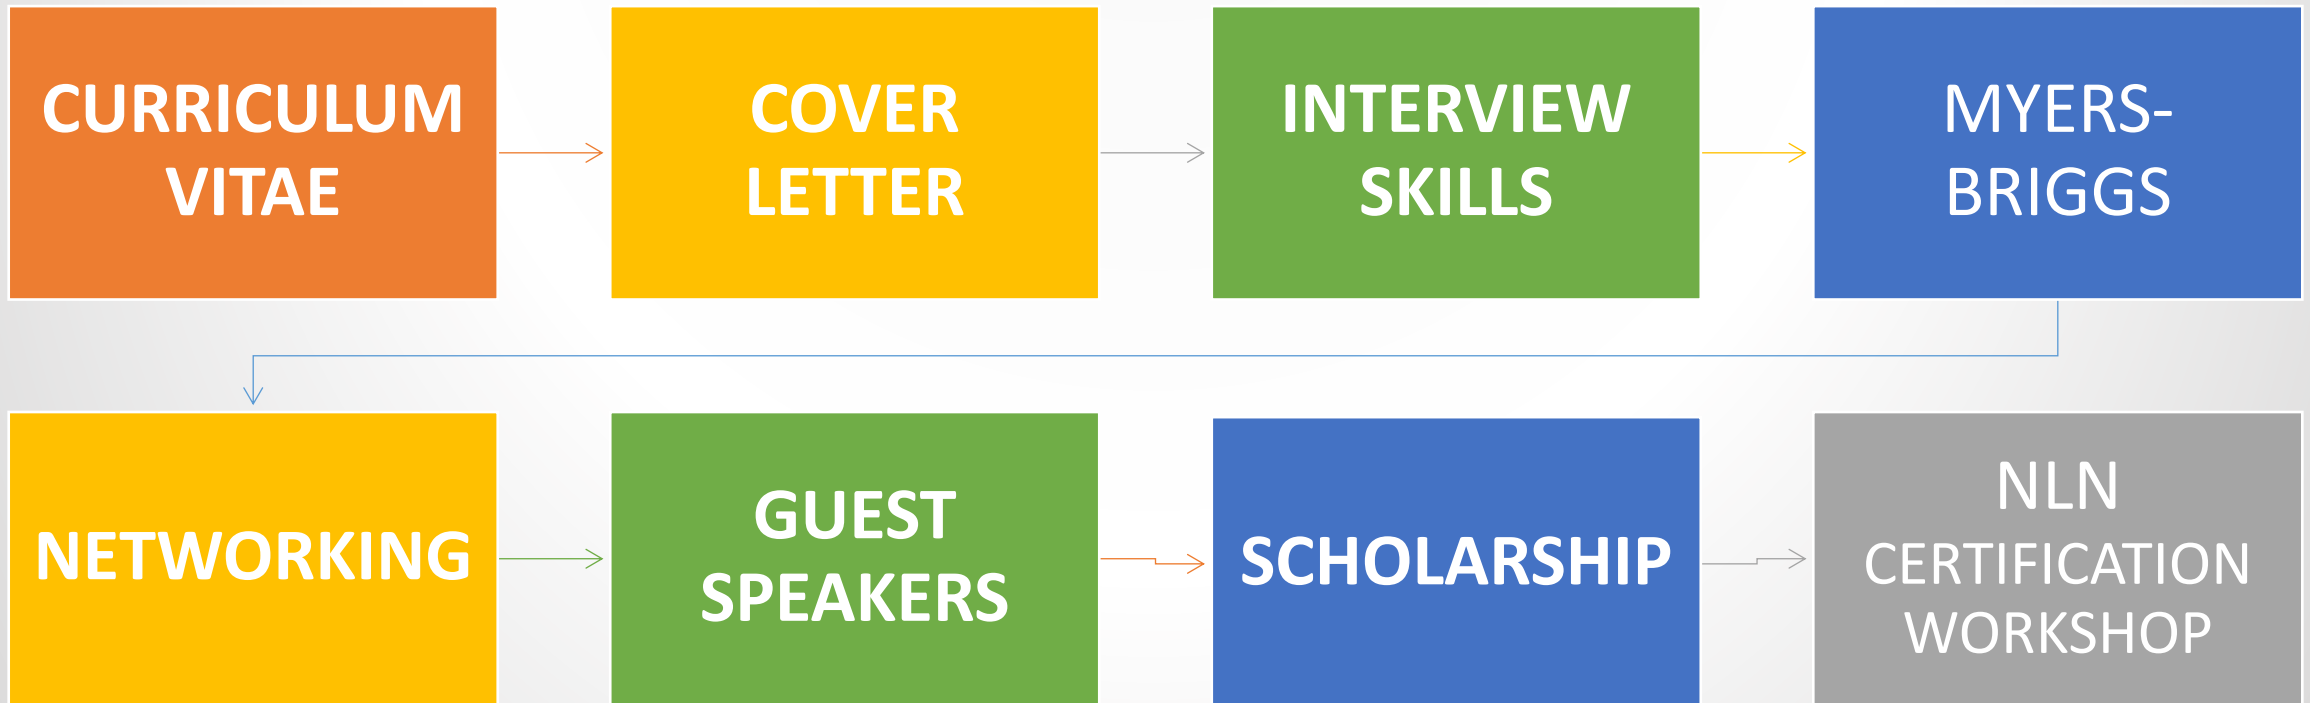 CURRICULUM
VITAE
COVER
LETTER
INTERVIEW
SKILLS
MYERS-
BRIGGS
NETWORKING
GUEST
SPEAKERS
SCHOLARSHIP
NLN
CERTIFICATION
WORKSHOP